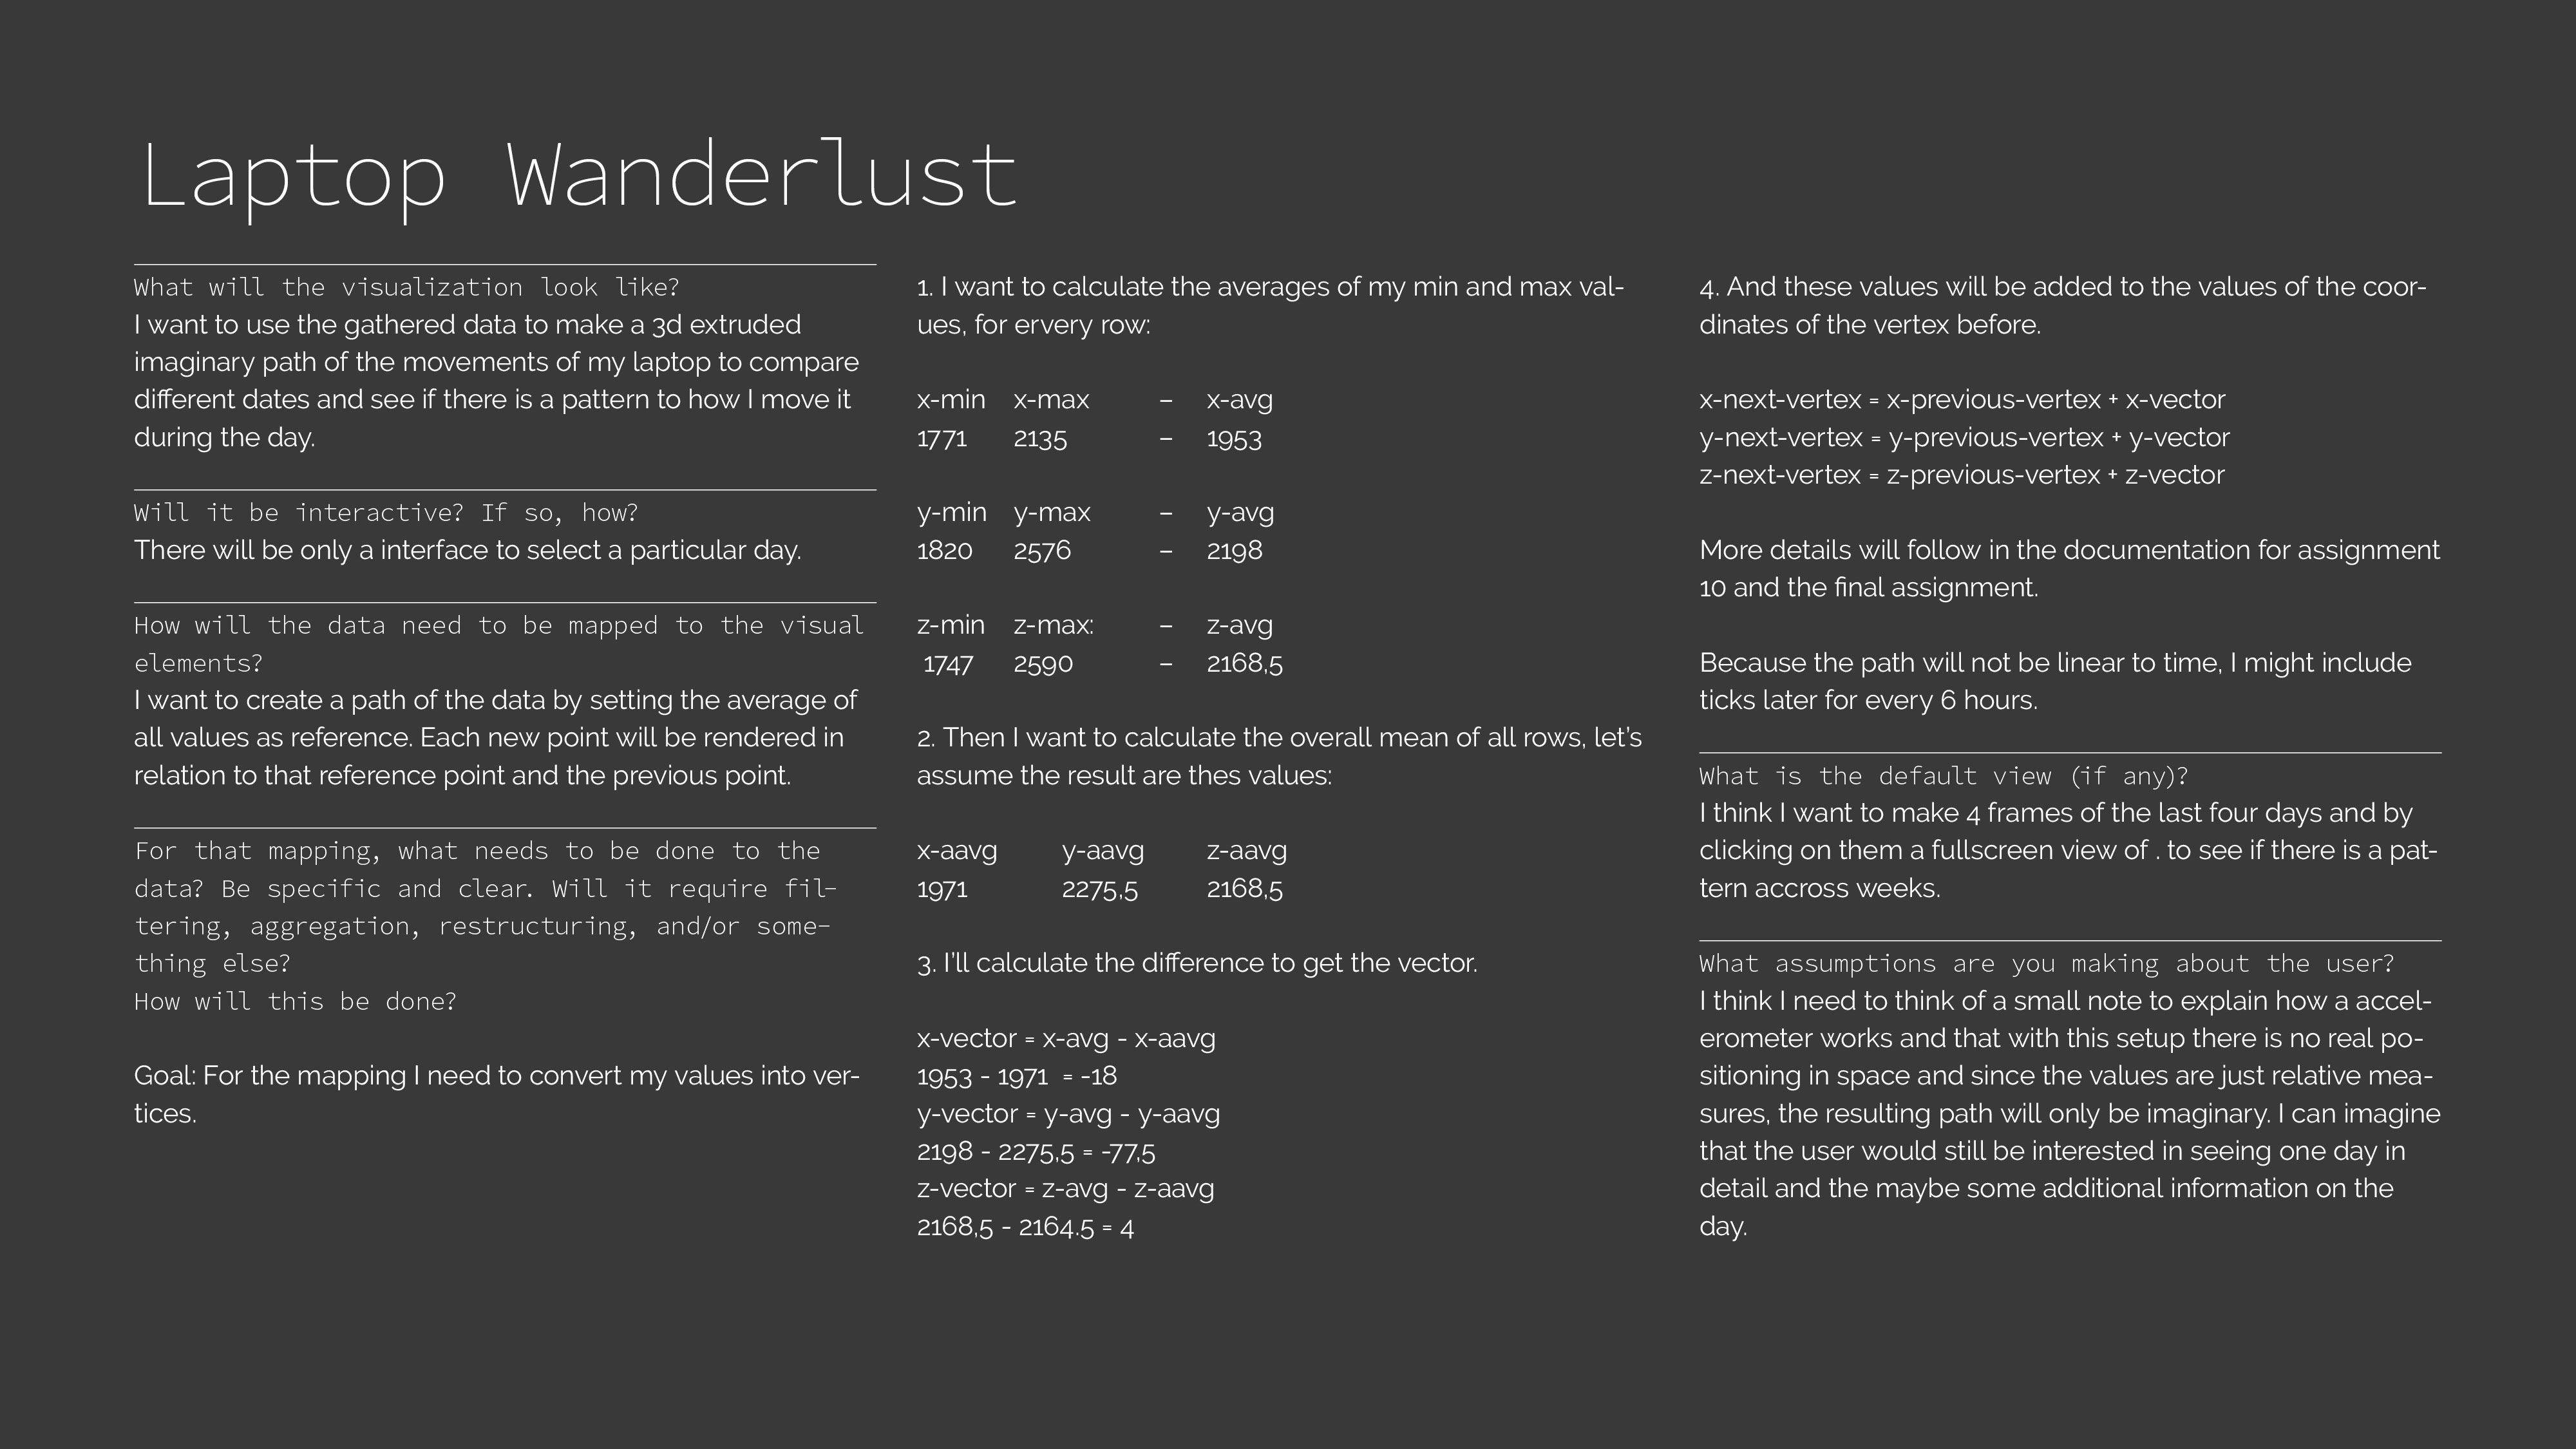 Laptop Wanderlust
What will the visualization look like?
I want to use the gathered data to make a 3d extruded
imaginary path of the movements of my laptop to compare
different dates and see if there is a pattern to how I move it
during the day.
Will it be interactive? If so, how?
There will be only a interface to select a particular day.
How will the data need to be mapped to the visual
elements?
I want to create a path of the data by setting the average of
all values as reference. Each new point will be rendered in
relation to that reference point and the previous point.
For that mapping, what needs to be done to the
data? Be specific and clear. Will it require fil-
tering, aggregation, restructuring, and/or some-
thing else?
How will this be done?
Goal: For the mapping I need to convert my values into ver-
tices.
1. I want to calculate the averages of my min and max val-
ues, for ervery row:
x-min x-max – x-avg
1771 2135 – 1953
y-min y-max – y-avg
1820 2576 – 2198
z-min z-max: – z-avg
1747 2590 – 2168,5
2. Then I want to calculate the overall mean of all rows, let’s
assume the result are thes values:
x-aavg y-aavg z-aavg
1971 2275,5 2168,5
3. I’ll calculate the difference to get the vector.
x-vector = x-avg - x-aavg
1953 - 1971 = -18
y-vector = y-avg - y-aavg
2198 - 2275,5 = -77,5
z-vector = z-avg - z-aavg
2168,5 - 2164.5 = 4
4. And these values will be added to the values of the coor-
dinates of the vertex before.
x-next-vertex = x-previous-vertex + x-vector
y-next-vertex = y-previous-vertex + y-vector
z-next-vertex = z-previous-vertex + z-vector
More details will follow in the documentation for assignment
10 and the final assignment.
Because the path will not be linear to time, I might include
ticks later for every 6 hours.
What is the default view (if any)?
I think I want to make 4 frames of the last four days and by
clicking on them a fullscreen view of . to see if there is a pat-
tern accross weeks.
What assumptions are you making about the user?
I think I need to think of a small note to explain how a accel-
erometer works and that with this setup there is no real po-
sitioning in space and since the values are just relative mea-
sures, the resulting path will only be imaginary. I can imagine
that the user would still be interested in seeing one day in
detail and the maybe some additional information on the
day.